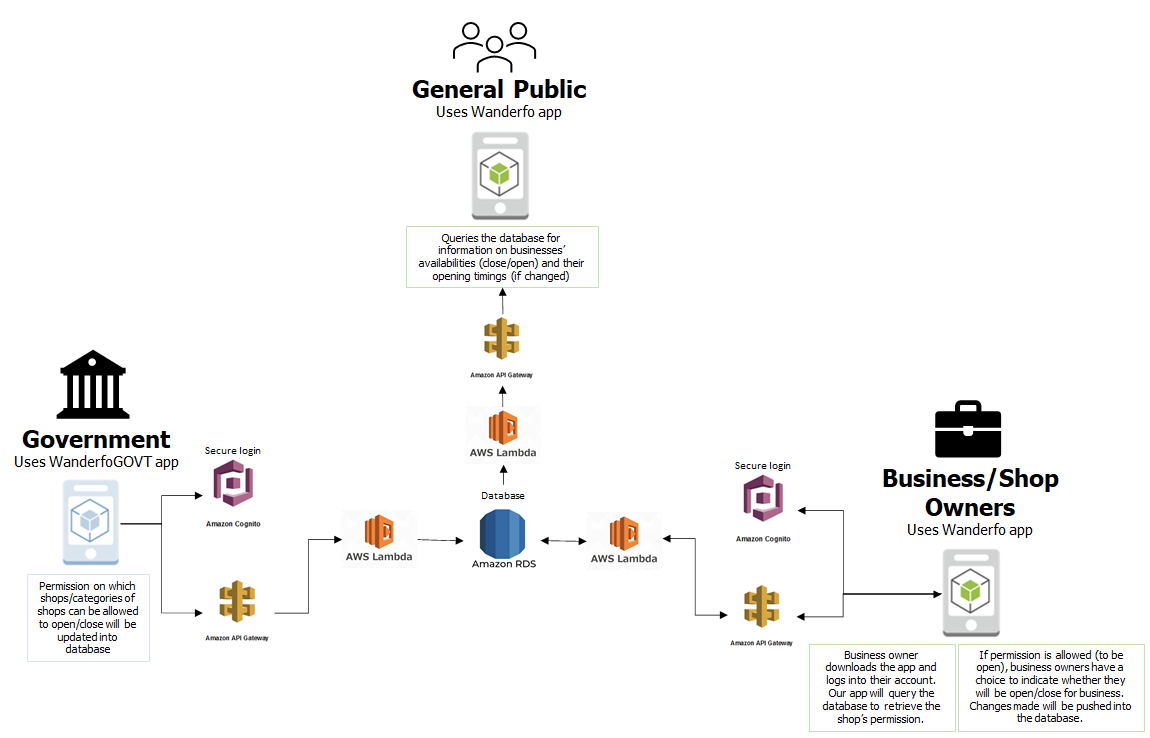 General Public
Uses Wanderfo app
Queries the database for
information on businesses’
availabilities (close/open) and their
opening timings (if changed)
Amazon API Gateway
AWS Lambda
Database
Amazon RDS
Government
Uses WanderfoGOVT app
Permission on which
shops/categories of
shops can be allowed
to open/close will be
updated into
database
Secure login
Amazon Cognito
Amazon API Gateway
AWS Lambda
AWS Lambda
Secure login
Amazon Cognito
Amazon API Gateway
Business/Shop
Owners
Uses Wanderfo app
Business owner
downloads the app and
logs into their account.
Our app will query the
database to retrieve the
shop’s permission.
If permission is allowed (to be
open), business owners have a
choice to indicate whether they
will be open/close for business.
Changes made will be pushed into
the database.